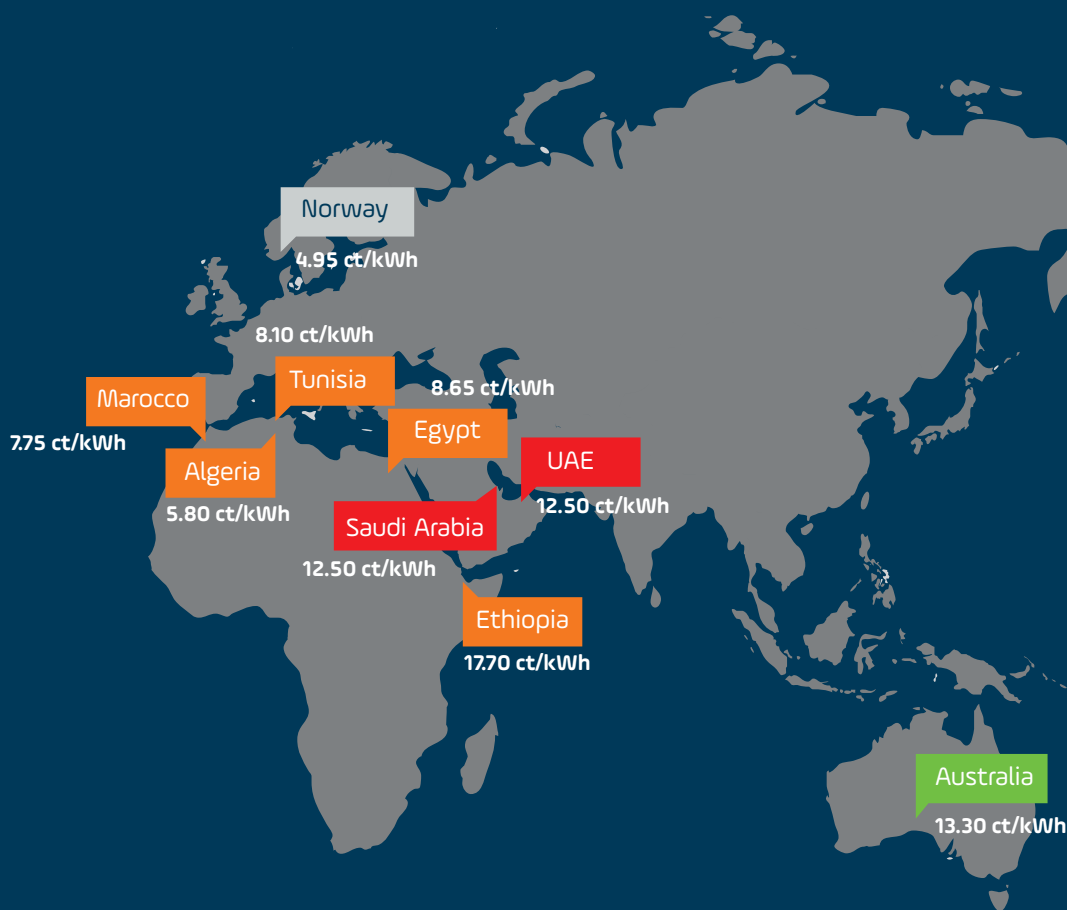 Norway
4.95 ct/kWh
8.10 ct/kWh
Tunisia
8.65 ct/kWh
Marocco
7.75 ct/kWh
Egypt
Algeria
5.80 ct/kWh
UAE
12.50 ct/kWh
Saudi Arabia
12.50 ct/kWh
Ethiopia
17.70 ct/kWh
Australia
13.30 ct/kWh